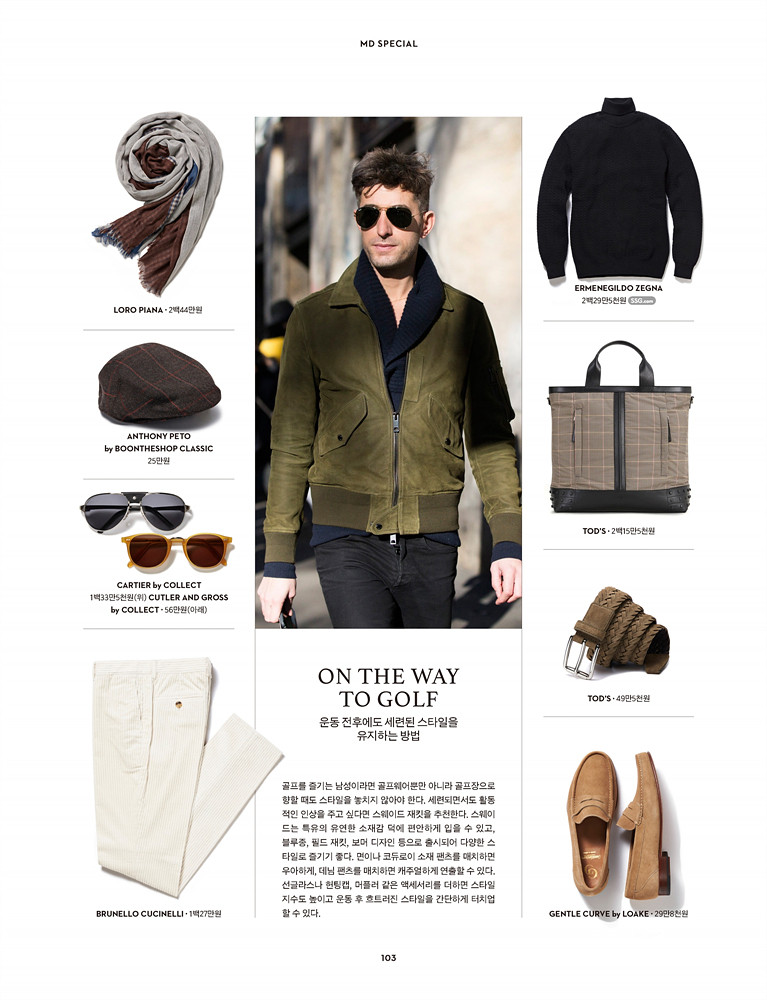 MD SPECIAL
LORO PIANA • 2백44만원
ANTHONY PETO
by BOONTHESHOP CLASSIC
25만원
CARTIER by COLLECT
1백33만5천원(위) CUTLER AND GROSS
by COLLECT • 56만원(아래)
BRUNELLO CUCINELLI • 1백27만원
ON THE WAY
TO GOLF
운동 전후에도 세련된 스타일을
유지하는 방법
골프를 즐기는 남성이라면 골프웨어뿐만 아니라 골프장으로
향할 때도 스타일을 놓치지 않아야 한다. 세련되면서도 활동
적인 인상을 주고 싶다면 스웨이드 재킷을 추천한다. 스웨이
드는 특유의 유연한 소재감 덕에 편안하게 입을 수 있고,
블루종, 필드 재킷, 보머 디자인 등으로 출시되어 다양한 스
타일로 즐기기 좋다. 면이나 코듀로이 소재 팬츠를 매치하면
우아하게, 데님 팬츠를 매치하면 캐주얼하게 연출할 수 있다.
선글라스나 헌팅캡, 머플러 같은 액세서리를 더하면 스타일
지수도 높이고 운동 후 흐트러진 스타일을 간단하게 터치업
할 수 있다.
ERMENEGILDO ZEGNA
2백29만5천원 SSG.com
TOD'S • 2백15만5천원
TOD'S • 49만5천원
GENTLE CURVE by LOAKE • 29만8천원
103